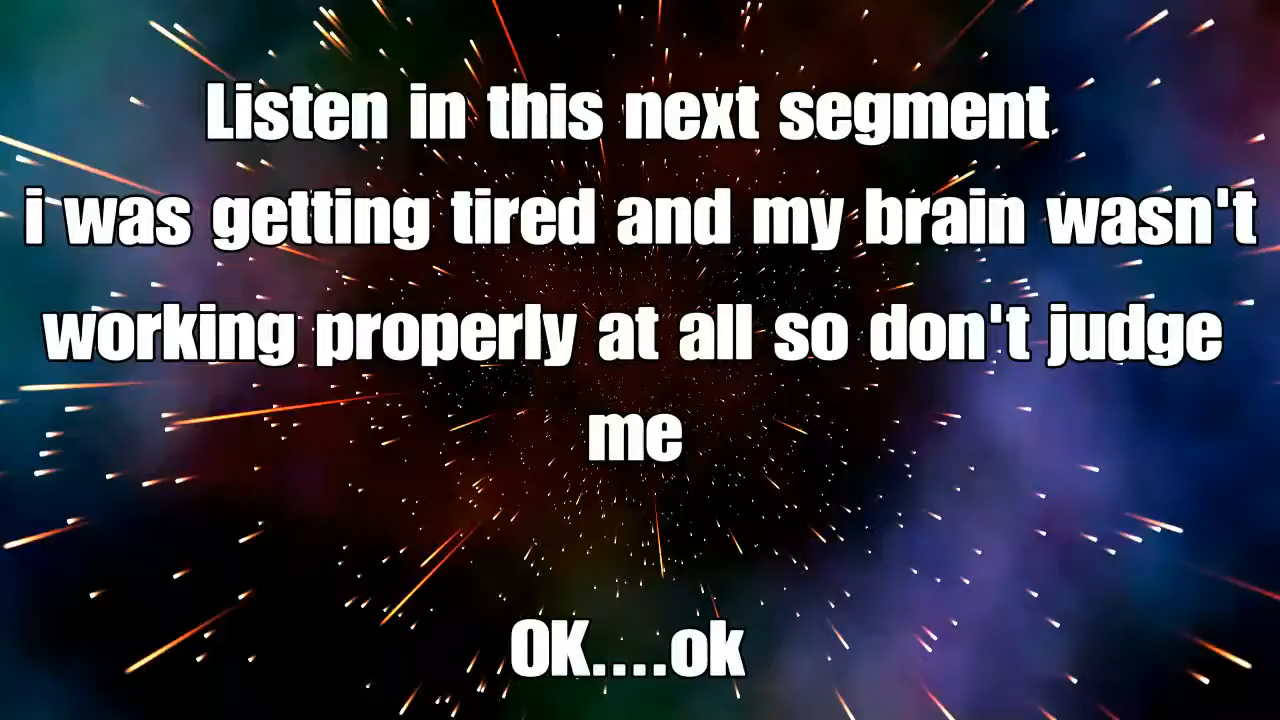 Listen in this next segment
i was getting tired and my brain wasn't
working properly at all so don't judge
me
OK....ok